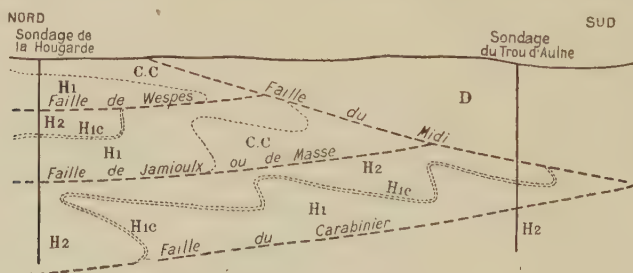 NORD
SUD
Sondage de
la Hougarde
Sondage
du Trou d'Aulne
C.C
H1
Faille de Wespes
Faille du Midi
D
H2
H1c
H1
C.C
Faille de Jamioulx ou de Masse
H2
H1c
H1
H2
H1c
Faille du Carabinier
H2